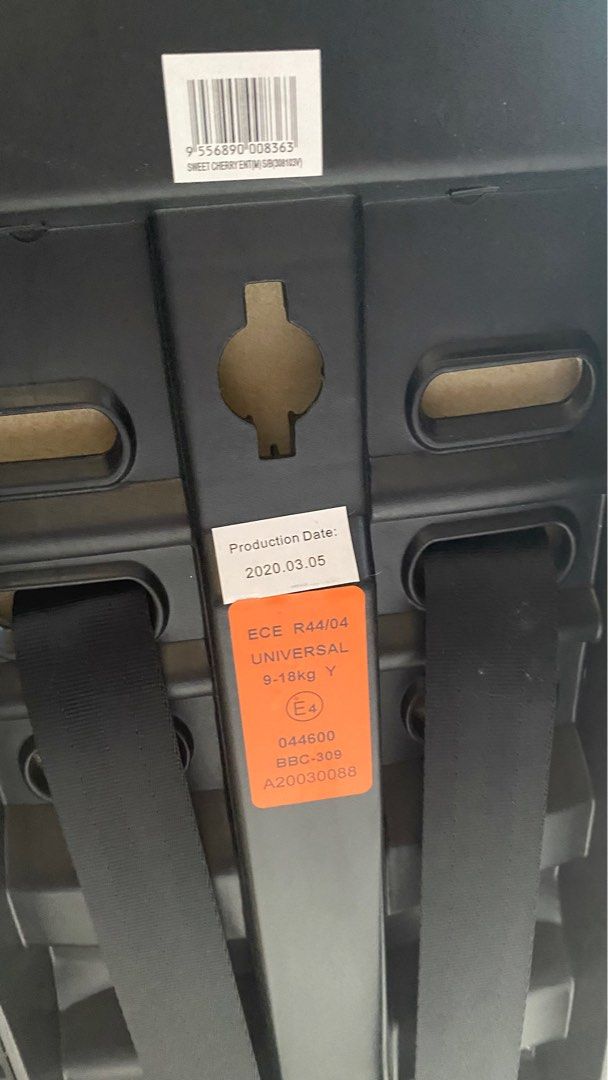 9 556890 008363
SWEET CHERRY ENT(M) S/B(308103V)
Production Date:
2020.03.05
ECE R44/04
UNIVERSAL
9-18kg Y
E4
044600
BBC-309
A20030088